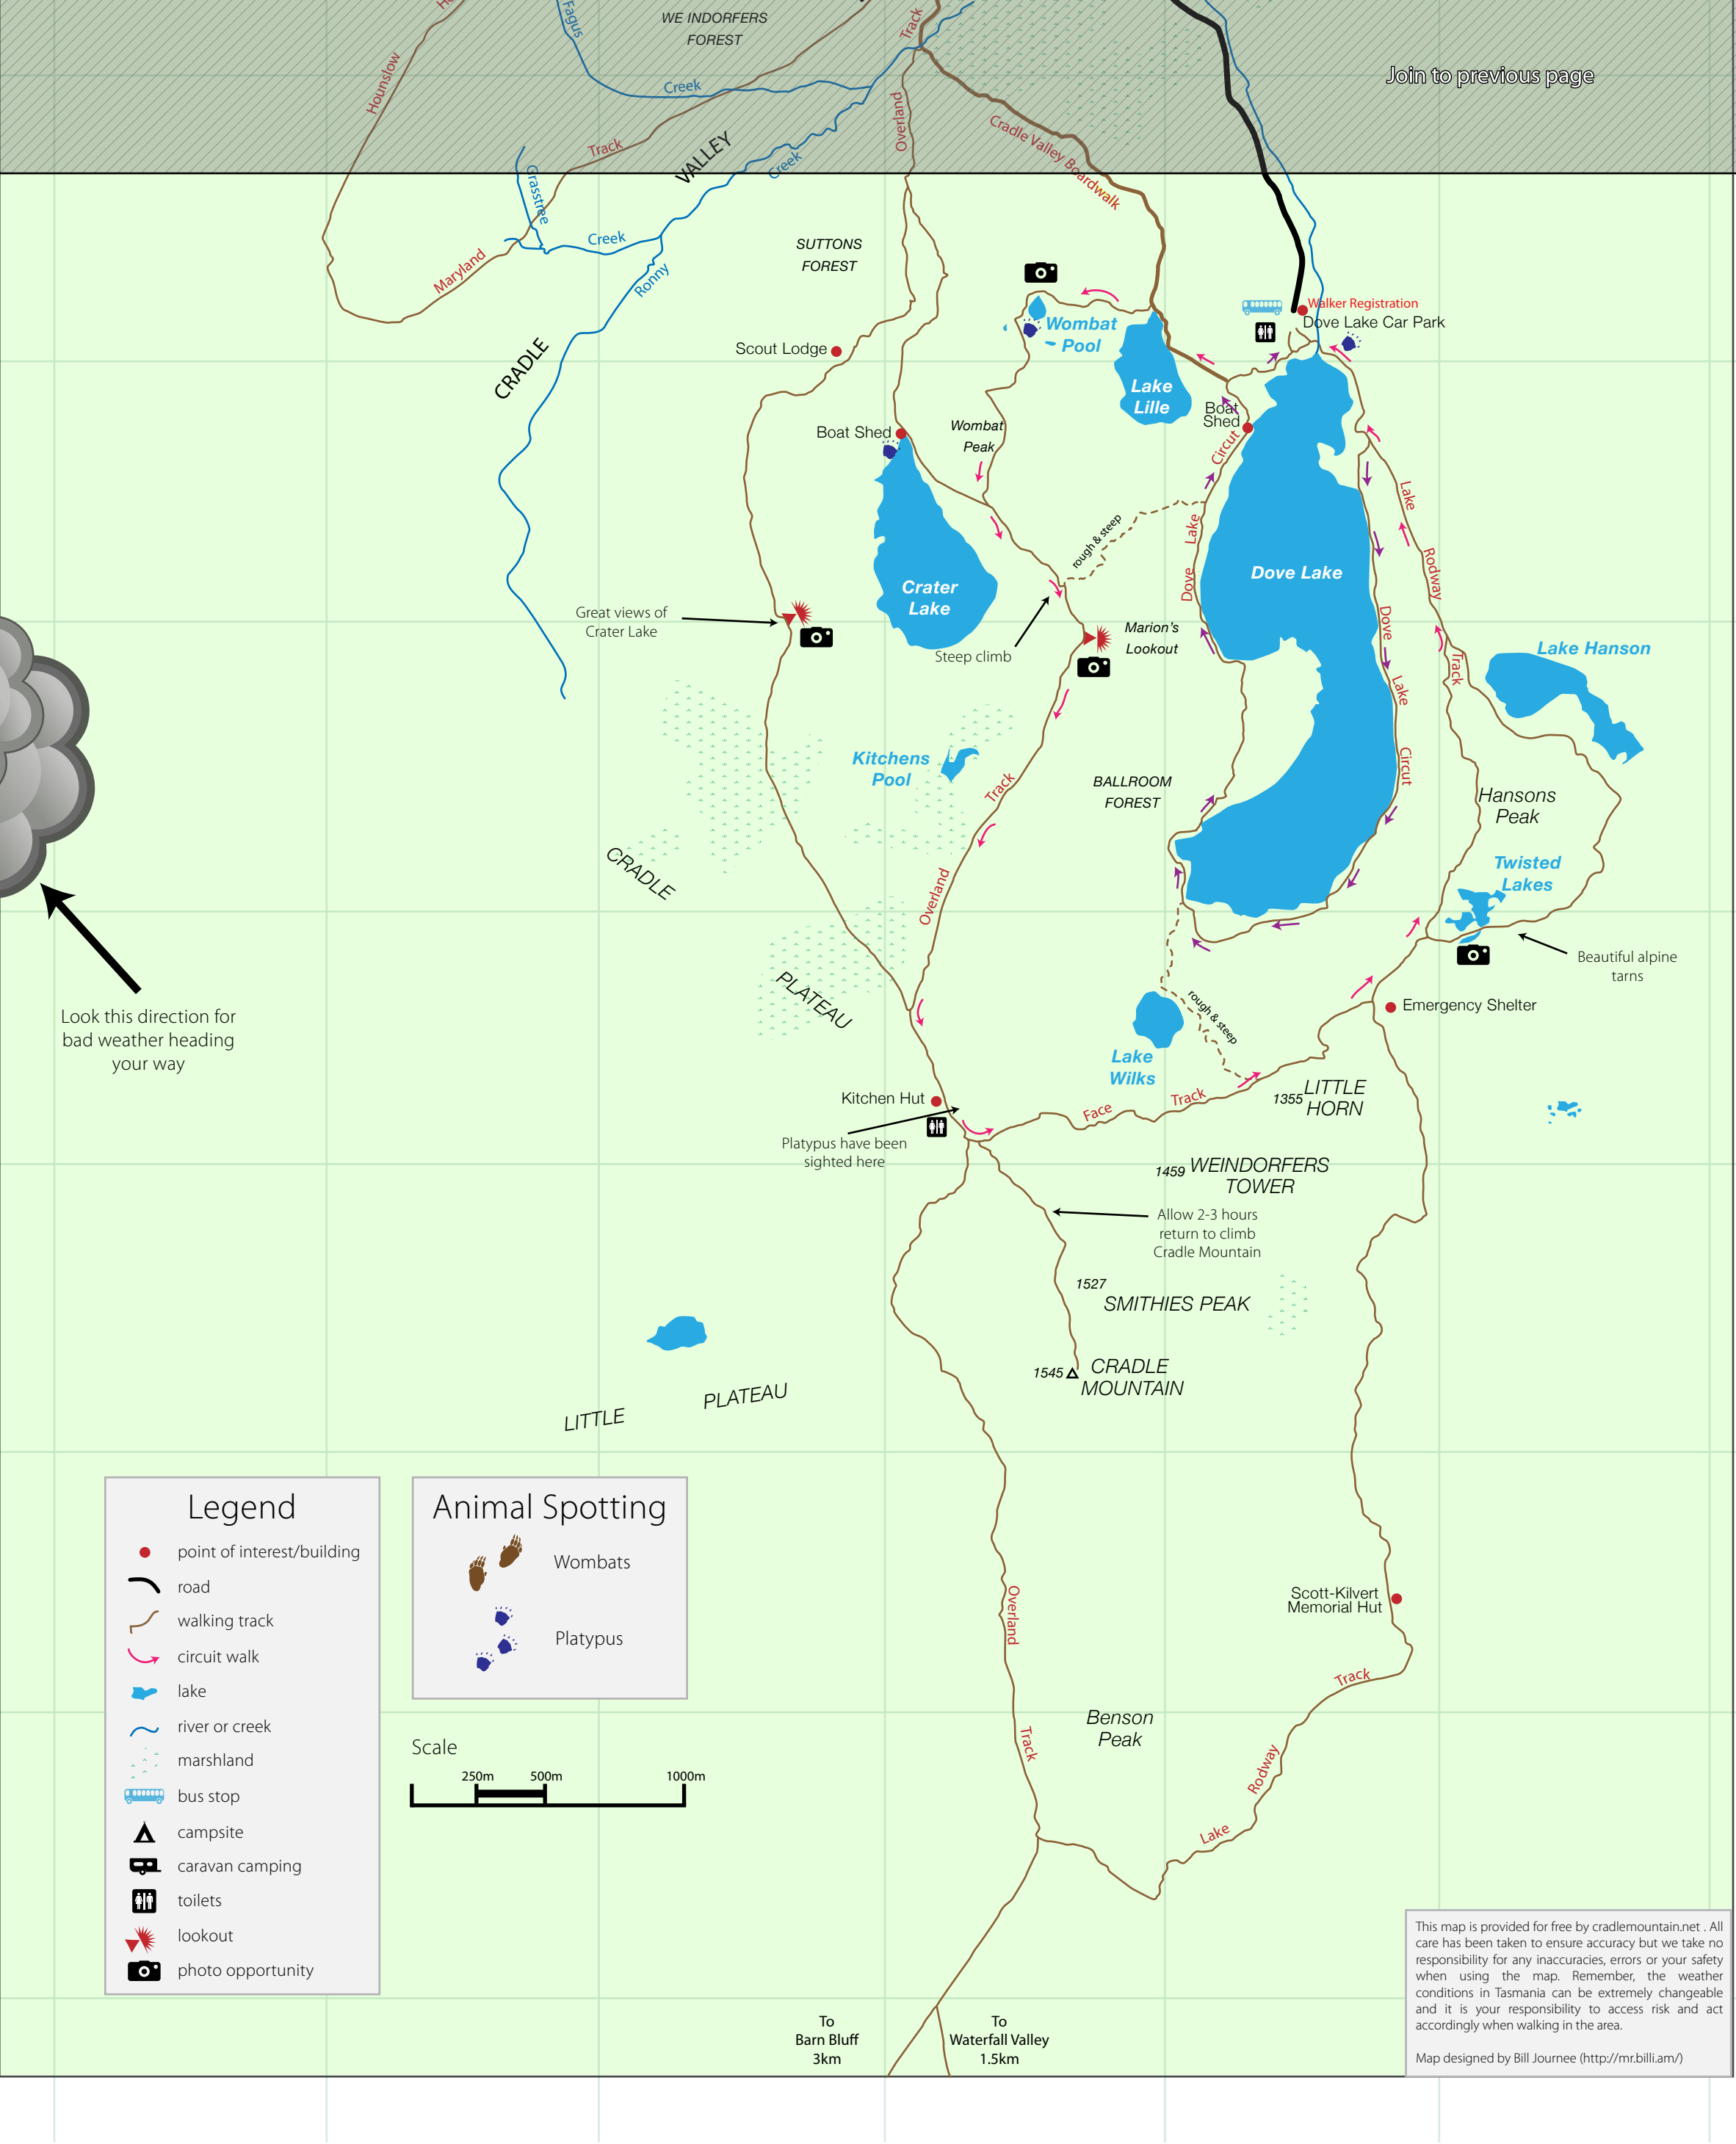 WE INDORFERS
FOREST
Fagus
Creek
Hounslow
Track
Track
Overland
Cradle Valley Boardwalk
Join to previous page
VALLEY
Creek
Grasstree
Creek
Ronny
Maryland
CRADLE
SUTTONS
FOREST
Scout Lodge
Boat Shed
Wombat
Pool
Walker Registration
Dove Lake Car Park
Lake
Lille
Boat
Shed
Wombat
Peak
Circut
Lake
Dove
rough & steep
Crater
Lake
Dove Lake
Lake
Rodway
Track
Dove
Lake
Circut
Great views of
Crater Lake
Steep climb
Marion's
Lookout
Lake Hanson
Kitchens
Pool
Track
Overland
BALLROOM
FOREST
Hansons
Peak
Twisted
Lakes
CRADLE
PLATEAU
Beautiful alpine
tarns
Look this direction for
bad weather heading
your way
Emergency Shelter
rough & steep
Lake
Wilks
Kitchen Hut
Platypus have been
sighted here
Face
Track
1355
LITTLE
HORN
1459 WEINDORFERS
TOWER
Allow 2-3 hours
return to climb
Cradle Mountain
1527
SMITHIES PEAK
1545
CRADLE
MOUNTAIN
LITTLE
PLATEAU
Legend
point of interest/building
road
walking track
circuit walk
lake
river or creek
marshland
bus stop
campsite
caravan camping
toilets
lookout
photo opportunity
Animal Spotting
Wombats
Platypus
Scale
250m
500m
1000m
Overland
Track
Scott-Kilvert
Memorial Hut
Track
Rodway
Lake
Benson
Peak
To
Barn Bluff
3km
To
Waterfall Valley
1.5km
This map is provided for free by cradlemountain.net . All
care has been taken to ensure accuracy but we take no
responsibility for any inaccuracies, errors or your safety
when using the map. Remember, the weather
conditions in Tasmania can be extremely changeable
and it is your responsibility to access risk and act
accordingly when walking in the area.
Map designed by Bill Journee (http://mr.billi.am/)